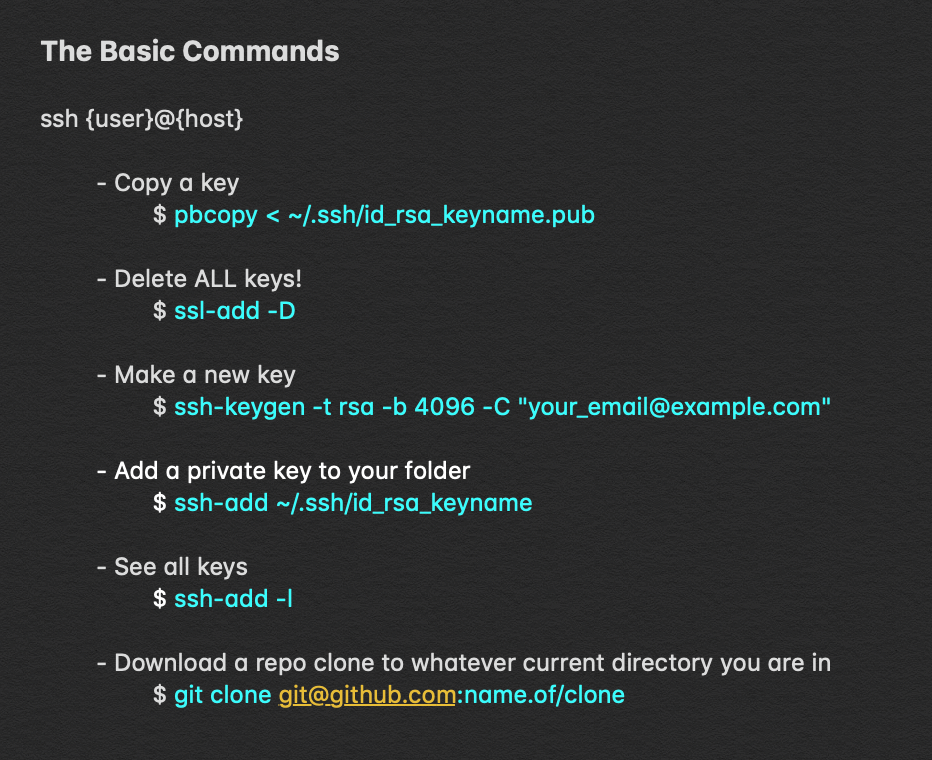 The Basic Commands
ssh {user}@{host}
- Copy a key
$ pbcopy < ~/.ssh/id_rsa_keyname.pub
- Delete ALL keys!
$ ssl-add -D
- Make a new key
$ ssh-keygen -t rsa -b 4096 -C "your_email@example.com"
- Add a private key to your folder
$ ssh-add ~/.ssh/id_rsa_keyname
- See all keys
$ ssh-add -l
- Download a repo clone to whatever current directory you are in
$ git clone git@github.com:name.of/clone